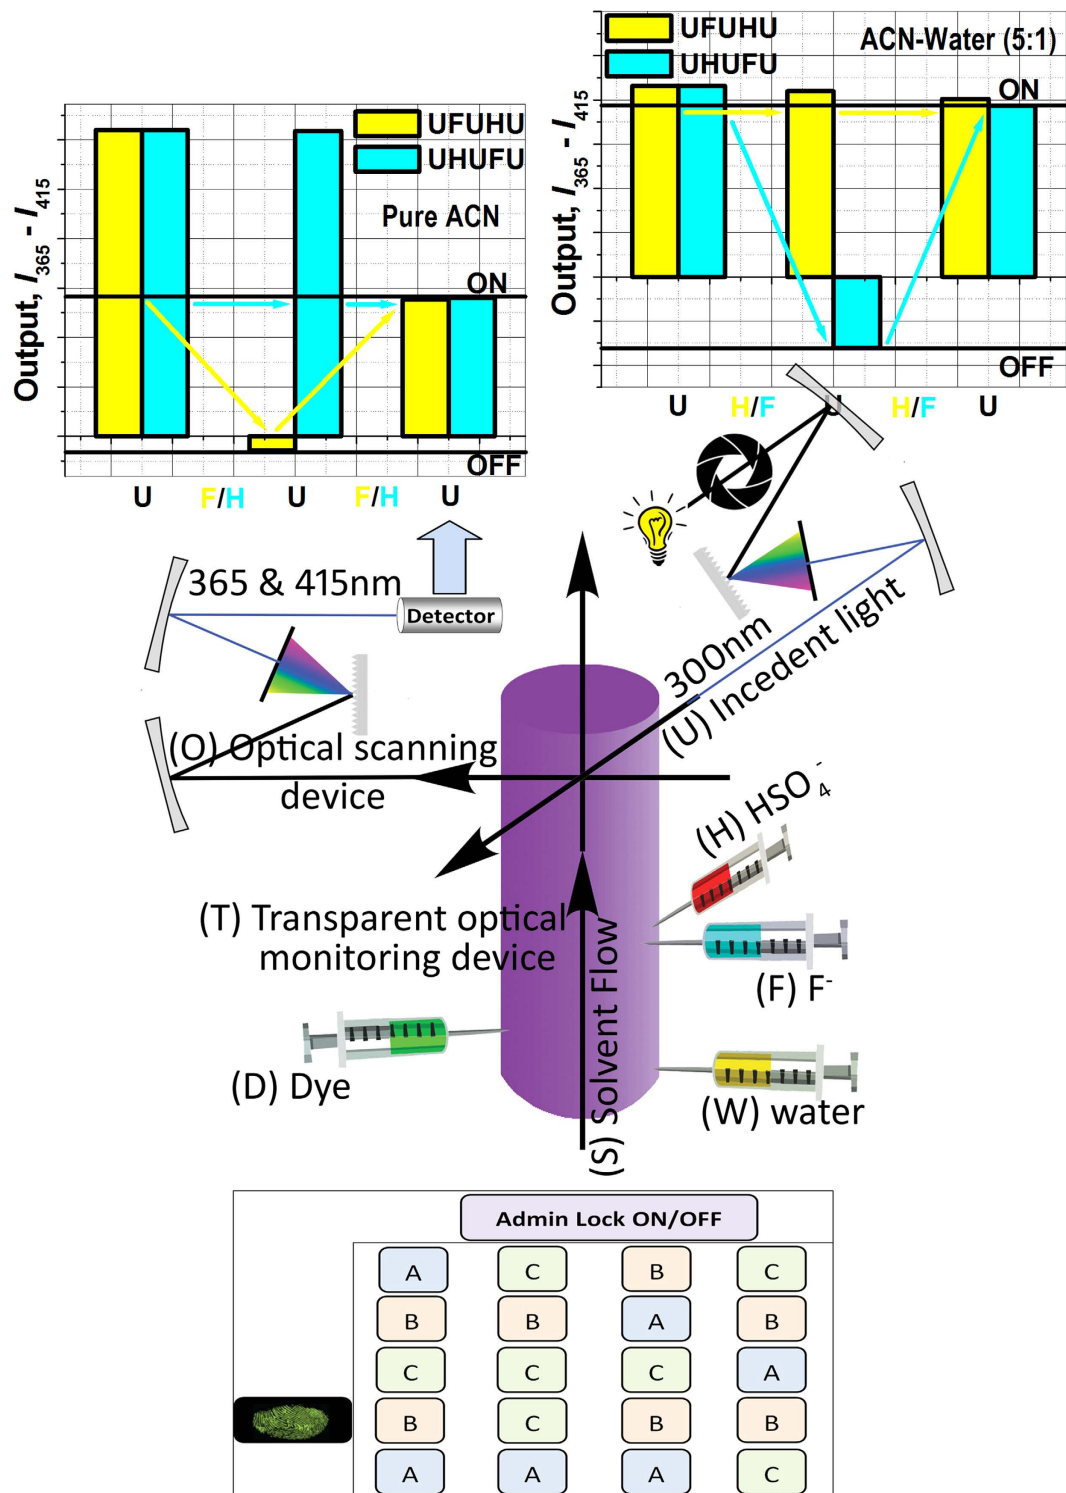 UFUHU
UHUFU
Pure ACN
ON
OFF
Output, I365 - I415
U F/H U F/H U
UFUHU
UHUFU
ACN-Water (5:1)
ON
OFF
Output, I365 - I415
U H/F U H/F U
365 & 415nm
Detector
300nm
(U) Incedent light
(O) Optical scanning
device
(H) HSO4-
(T) Transparent optical
monitoring device
(F) F-
(D) Dye
(W) water
(S) Solvent Flow
Admin Lock ON/OFF
A C B C
B B A B
C C C A
B C B B
A A A C